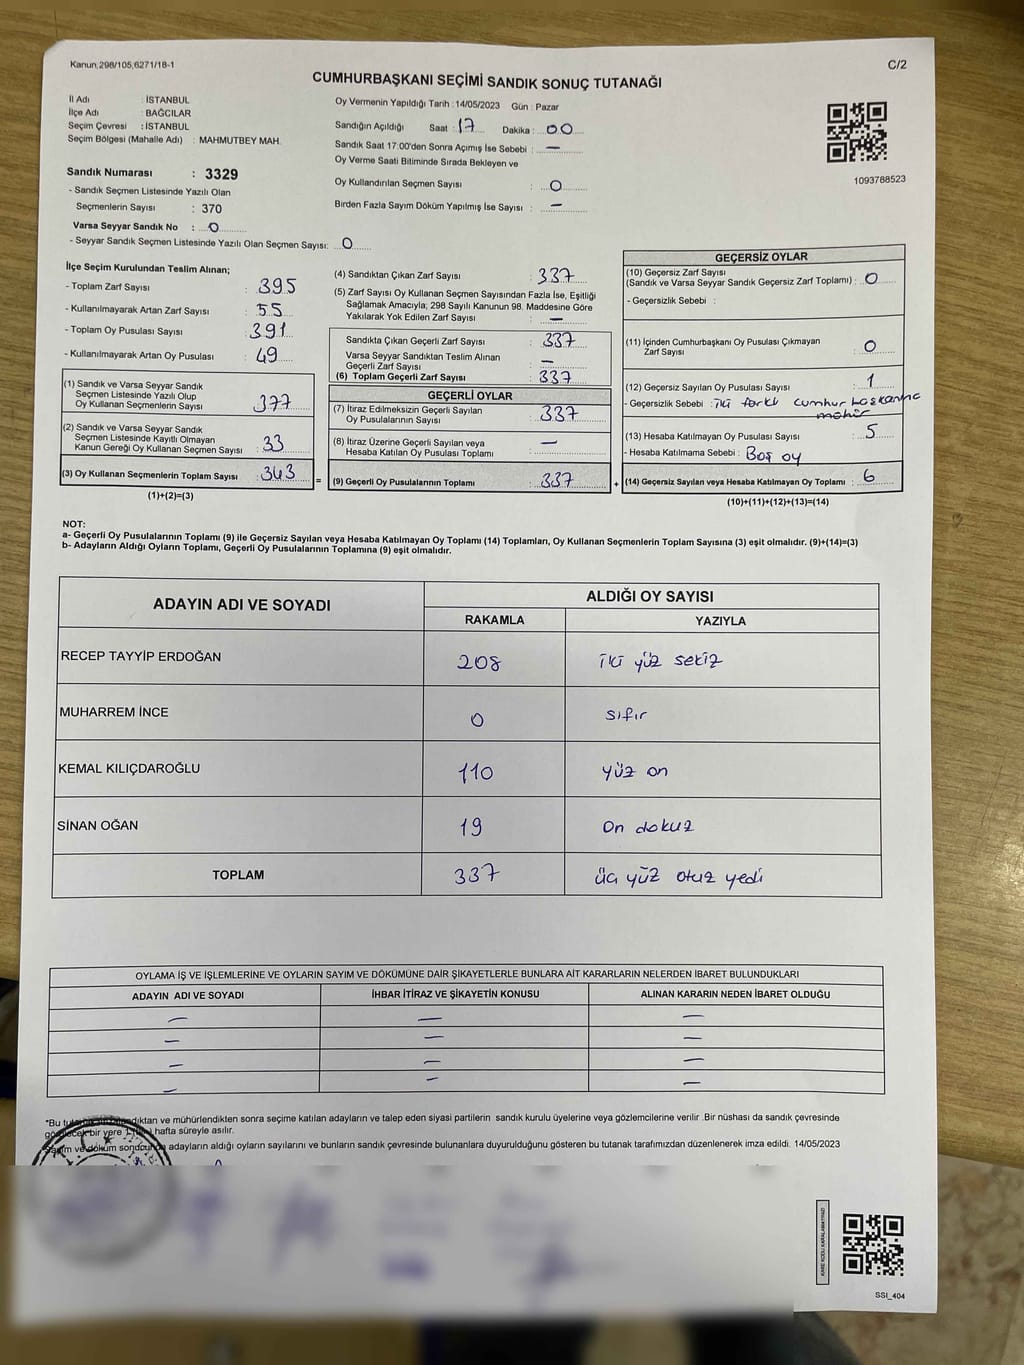 Kanun,298/105,6271/18-1
C/2
CUMHURBAŞKANI SEÇİMİ SANDIK SONUÇ TUTANAĞI
İl Adı : İSTANBUL
İlçe Adı : BAĞCILAR
Seçim Çevresi : İSTANBUL
Seçim Bölgesi (Mahalle Adı) : MAHMUTBEY MAH.
Sandık Numarası : 3329
- Sandık Seçmen Listesinde Yazılı Olan
Seçmenlerin Sayısı : 370
Varsa Seyyar Sandık No : 0
- Seyyar Sandık Seçmen Listesinde Yazılı Olan Seçmen Sayısı: 0
Oy Vermenin Yapıldığı Tarih :14/05/2023 Gün : Pazar
Sandığın Açıldığı Saat : 17 Dakika : 00
Sandık Saat 17:00'den Sonra Açımış İse Sebebi : —
Oy Verme Saati Bitiminde Sırada Bekleyen ve
Oy Kullandırılan Seçmen Sayısı : 0
Birden Fazla Sayım Döküm Yapılmış İse Sayısı : —
1093788523
İlçe Seçim Kurulundan Teslim Alınan;
- Toplam Zarf Sayısı : 395
- Kullanılmayarak Artan Zarf Sayısı : 55
- Toplam Oy Pusulası Sayısı : 391
- Kullanılmayarak Artan Oy Pusulası : 49
(1) Sandık ve Varsa Seyyar Sandık
Seçmen Listesinde Yazılı Olup
Oy Kullanan Seçmenlerin Sayısı : 377
(2) Sandık ve Varsa Seyyar Sandık
Seçmen Listesinde Kayıtlı Olmayan
Kanun Gereği Oy Kullanan Seçmen Sayısı : 33
(3) Oy Kullanan Seçmenlerin Toplam Sayısı : 343
(1)+(2)=(3)
(4) Sandıktan Çıkan Zarf Sayısı : 337
(5) Zarf Sayısı Oy Kullanan Seçmen Sayısından Fazla İse, Eşitliği
Sağlamak Amacıyla; 298 Sayılı Kanunun 98. Maddesine Göre
Yakılarak Yok Edilen Zarf Sayısı : —
Sandıkta Çıkan Geçerli Zarf Sayısı : 337
Varsa Seyyar Sandıktan Teslim Alınan
Geçerli Zarf Sayısı : —
(6) Toplam Geçerli Zarf Sayısı : 337
GEÇERLİ OYLAR
(7) İtiraz Edilmeksizin Geçerli Sayılan
Oy Pusulalarının Sayısı : 337
(8) İtiraz Üzerine Geçerli Sayılan veya
Hesaba Katılan Oy Pusulası Toplamı : —
= (9) Geçerli Oy Pusulalarının Toplamı : 337
GEÇERSİZ OYLAR
(10) Geçersiz Zarf Sayısı
(Sandık ve Varsa Seyyar Sandık Geçersiz Zarf Toplamı) : 0
- Geçersizlik Sebebi :
(11) İçinden Cumhurbaşkanı Oy Pusulası Çıkmayan
Zarf Sayısı : 0
(12) Geçersiz Sayılan Oy Pusulası Sayısı : 1
- Geçersizlik Sebebi : iki farklı cumhurbaşkanına
mühür
(13) Hesaba Katılmayan Oy Pusulası Sayısı : 5
- Hesaba Katılmama Sebebi : Boş oy
+ (14) Geçersiz Sayılan veya Hesaba Katılmayan Oy Toplamı : 6
(10)+(11)+(12)+(13)=(14)
NOT:
a- Geçerli Oy Pusulalarının Toplamı (9) ile Geçersiz Sayılan veya Hesaba Katılmayan Oy Toplamı (14) Toplamları, Oy Kullanan Seçmenlerin Toplam Sayısına (3) eşit olmalıdır. (9)+(14)=(3)
b- Adayların Aldığı Oyların Toplamı, Geçerli Oy Pusulalarının Toplamına (9) eşit olmalıdır.
ADAYIN ADI VE SOYADI ALDIĞI OY SAYISI
RAKAMLA YAZIYLA
RECEP TAYYİP ERDOĞAN 208 iki yüz sekiz
MUHARREM İNCE 0 sıfır
KEMAL KILIÇDAROĞLU 110 yüz on
SİNAN OĞAN 19 On dokuz
TOPLAM 337 üç yüz otuz yedi
OYLAMA İŞ VE İŞLEMLERİNE VE OYLARIN SAYIM VE DÖKÜMÜNE DAİR ŞİKAYETLERLE BUNLARA AİT KARARLARIN NELERDEN İBARET BULUNDUKLARI
ADAYIN ADI VE SOYADI İHBAR İTİRAZ VE ŞİKAYETİN KONUSU ALINAN KARARIN NEDEN İBARET OLDUĞU
— — —
— — —
— — —
— — —
*Bu ve mühürlendikten sonra seçime katılan adayların ve talep eden siyasi partilerin sandık kurulu üyelerine veya gözlemcilerine verilir .Bir nüshası da sandık çevresinde
bir yere hafta süreyle asılır.
adayların aldığı oyların sayılarını ve bunların sandık çevresinde bulunanlara duyurulduğunu gösteren bu tutanak tarafımızdan düzenlenerek imza edildi. 14/05/2023
SSI_404